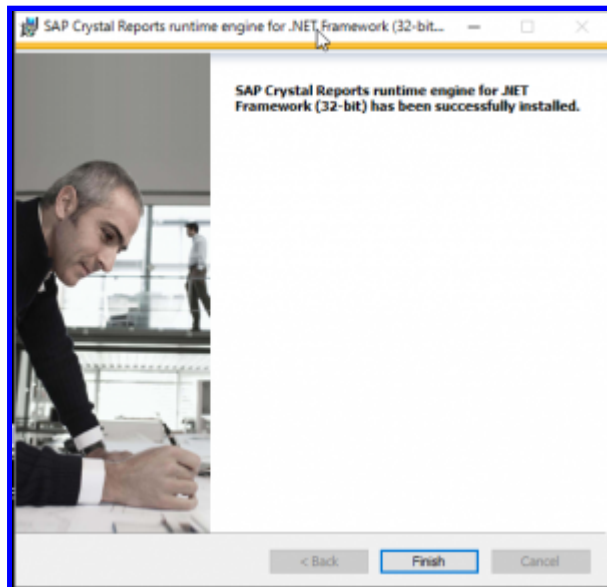 SAP Crystal Reports runtime engine for .NET Framework (32-bit...
SAP Crystal Reports runtime engine for .NET
Framework (32-bit) has been successfully installed.
< Back
Finish
Cancel